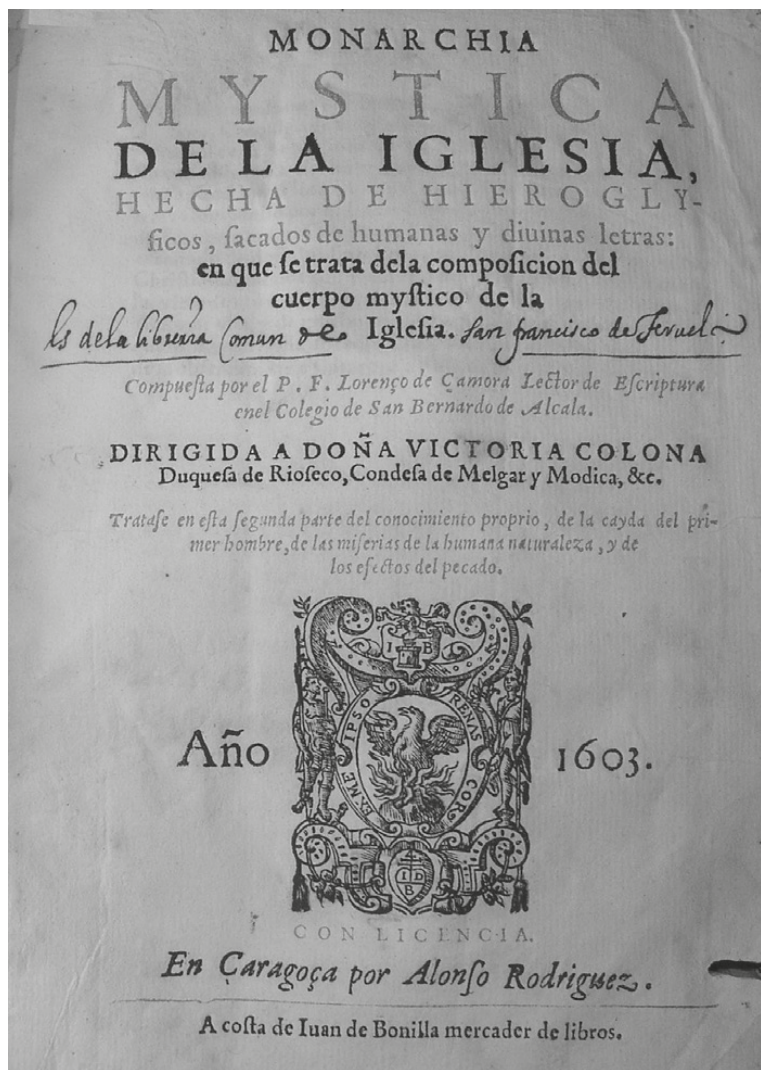 MONARCHIA
MYSTICA
DE LA IGLESIA,
HECHA DE HIEROGLY-
ficos, ſacados de humanas y diuinas letras:
en que ſe trata dela compoſicion del
cuerpo myſtico de la
Es dela libreria Comun de Igleſia. San franciſco de Teruel
Compueſta por el P. F. Lorenço de Camora Lector de Eſcriptura
enel Colegio de San Bernardo de Alcala.
DIRIGIDA A DOÑA VICTORIA COLONA
Duqueſa de Rioſeco, Condeſa de Melgar y Modica, &c.
Trataſe en eſta ſegunda parte del conocimiento proprio, de la cayda del pri-
mer hombre, de las miſerias de la humana naturaleza, y de
los efectos del pecado.
I B
EX ME IPSO RENAS COR
Año 1603.
I D
B
CON LICENCIA.
En Çaragoça por Alonſo Rodriguez.
A coſta de Iuan de Bonilla mercader de libros.